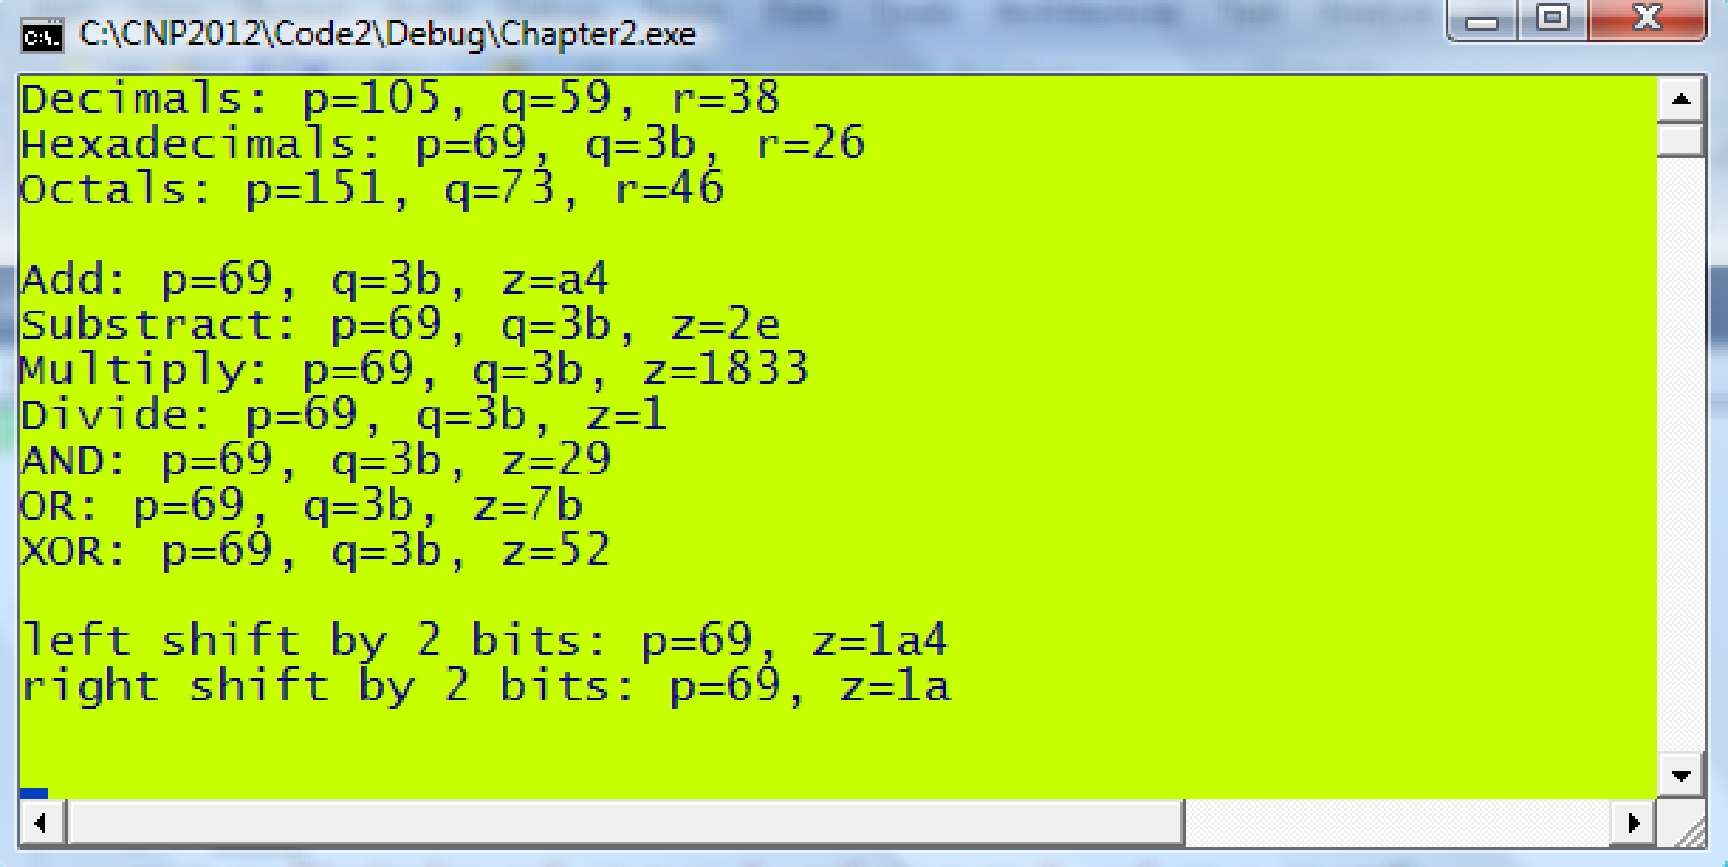 C:\CNP2012\Code2\Debug\Chapter2.exe
Decimals: p=105, q=59, r=38
Hexadecimals: p=69, q=3b, r=26
Octals: p=151, q=73, r=46
Add: p=69, q=3b, z=a4
Substract: p=69, q=3b, z=2e
Multiply: p=69, q=3b, z=1833
Divide: p=69, q=3b, z=1
AND: p=69, q=3b, z=29
OR: p=69, q=3b, z=7b
XOR: p=69, q=3b, z=52
left shift by 2 bits: p=69, z=1a4
right shift by 2 bits: p=69, z=1a